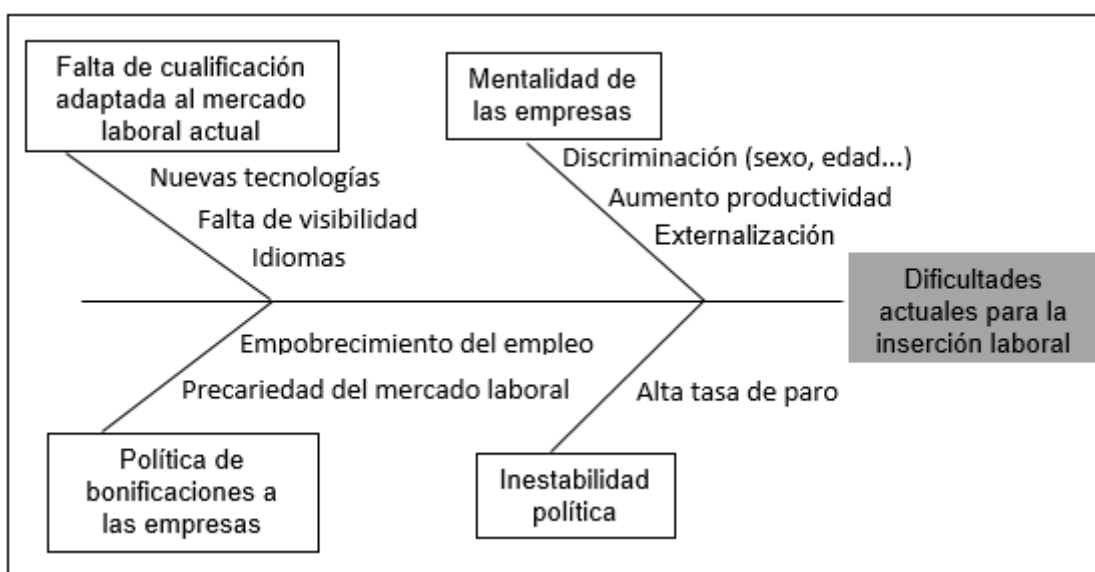 Falta de cualificación
adaptada al mercado
laboral actual
Mentalidad de
las empresas
Nuevas tecnologías
Falta de visibilidad
Idiomas
Discriminación (sexo, edad...)
Aumento productividad
Externalización
Dificultades
actuales para la
inserción laboral
Empobrecimiento del empleo
Precariedad del mercado laboral
Alta tasa de paro
Política de
bonificaciones a
las empresas
Inestabilidad
política